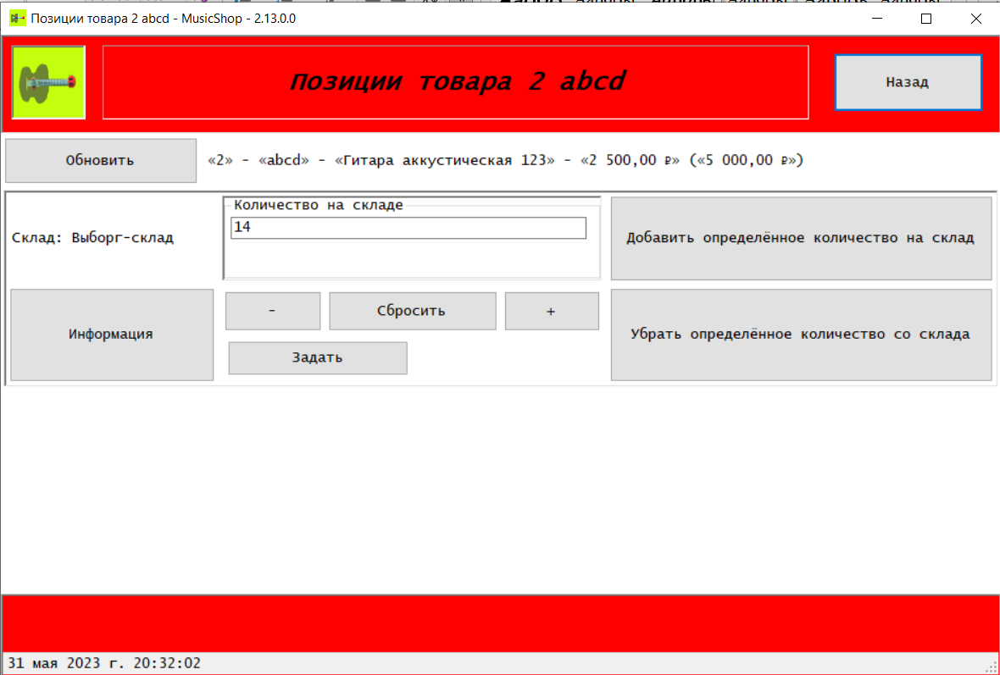 Позиции товара 2 abcd - MusicShop - 2.13.0.0
Позиции товара 2 abcd
Назад
Обновить
«2» - «abcd» - «Гитара аккустическая 123» - «2 500,00 ₽» («5 000,00 ₽»)
Количество на складе
14
Склад: Выборг-склад
Добавить определённое количество на склад
Информация
-
Сбросить
+
Задать
Убрать определённое количество со склада
31 мая 2023 г. 20:32:02